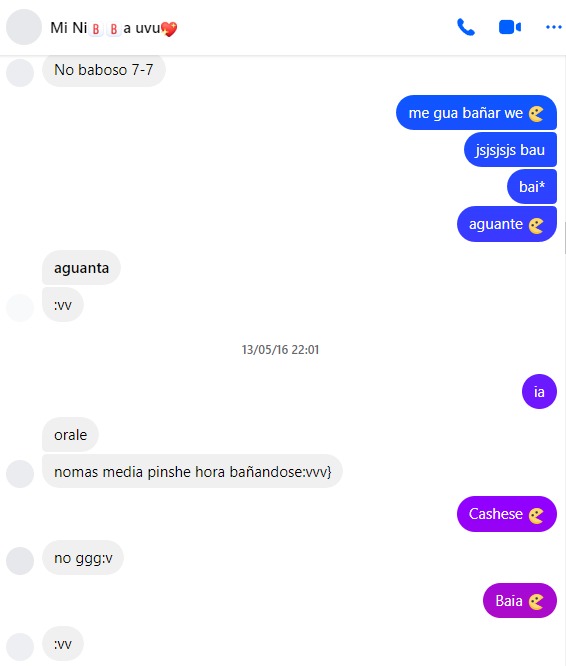 Mi Ni🅱️🅱️a uvu💖
No baboso 7-7
me gua bañar we
jsjsjsjs bau
bai*
aguante
aguanta
:vv
13/05/16 22:01
ia
orale
nomas media pinshe hora bañandose:vvv}
Cashese
no ggg:v
Baia
:vv